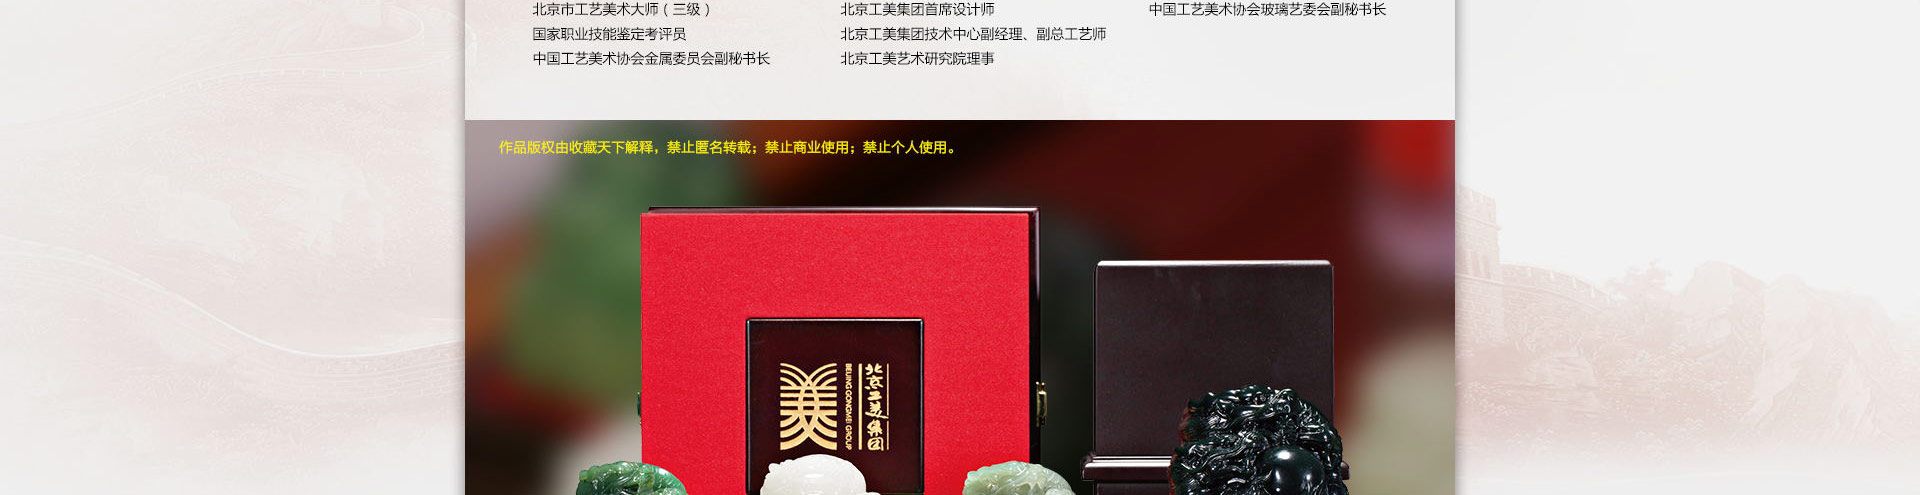 北京市工艺美术大师（三级）
北京工美集团首席设计师
中国工艺美术协会玻璃艺委会副秘书长
国家职业技能鉴定考评员
北京工美集团技术中心副经理、副总工艺师
中国工艺美术协会金属委员会副秘书长
北京工美艺术研究院理事
作品版权由收藏天下解释，禁止匿名转载；禁止商业使用；禁止个人使用。
北京工美集团
BEIJING GONGMEI GROUP